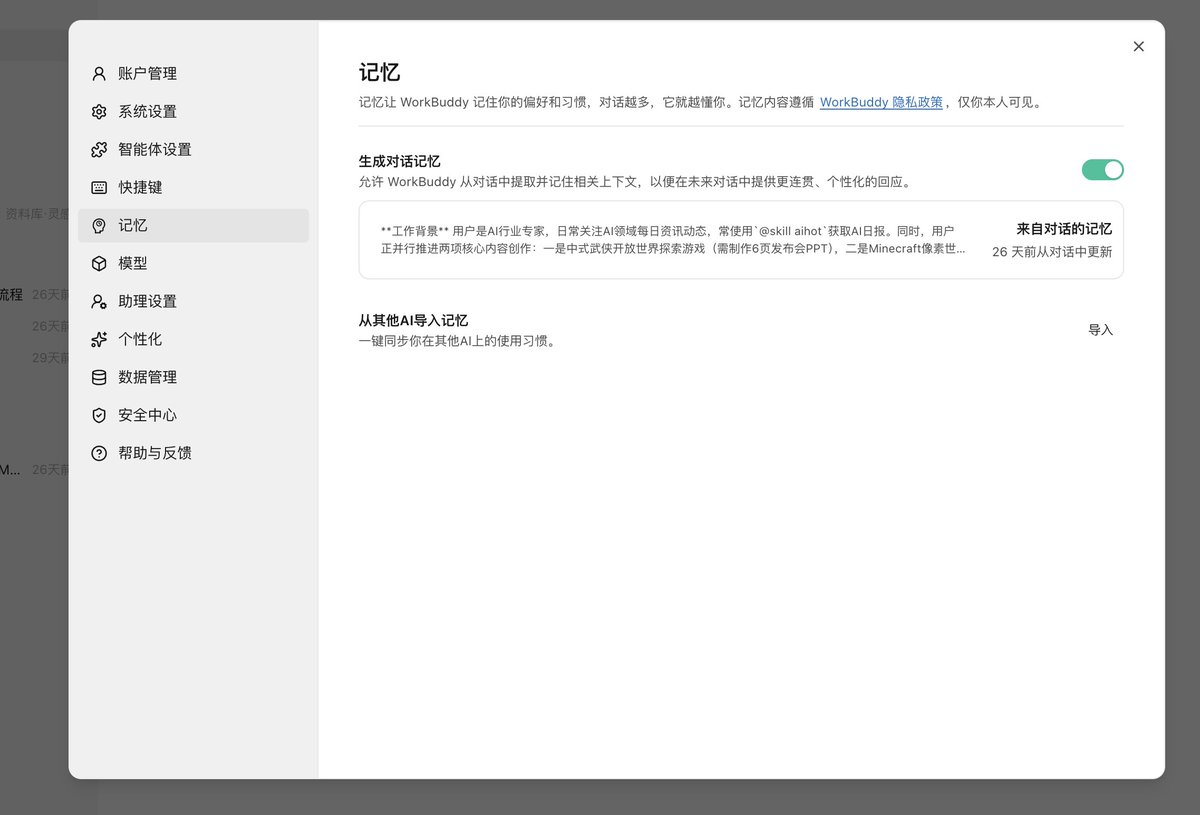 账户管理
系统设置
智能体设置
快捷键
记忆
模型
助理设置
个性化
数据管理
安全中心
帮助与反馈
资料库·灵感
流程 26天前
26天前
29天前
M... 26天前
记忆
记忆让 WorkBuddy 记住你的偏好和习惯，对话越多，它就越懂你。记忆内容遵循 WorkBuddy 隐私政策，仅你本人可见。
生成对话记忆
允许 WorkBuddy 从对话中提取并记住相关上下文，以便在未来对话中提供更连贯、个性化的回应。
**工作背景** 用户是AI行业专家，日常关注AI领域每日资讯动态，常使用`@skill aihot`获取AI日报。同时，用户
正并行推进两项核心内容创作：一是中式武侠开放世界探索游戏（需制作6页发布会PPT），二是Minecraft像素世...
来自对话的记忆
26 天前从对话中更新
从其他AI导入记忆
一键同步你在其他AI上的使用习惯。
导入